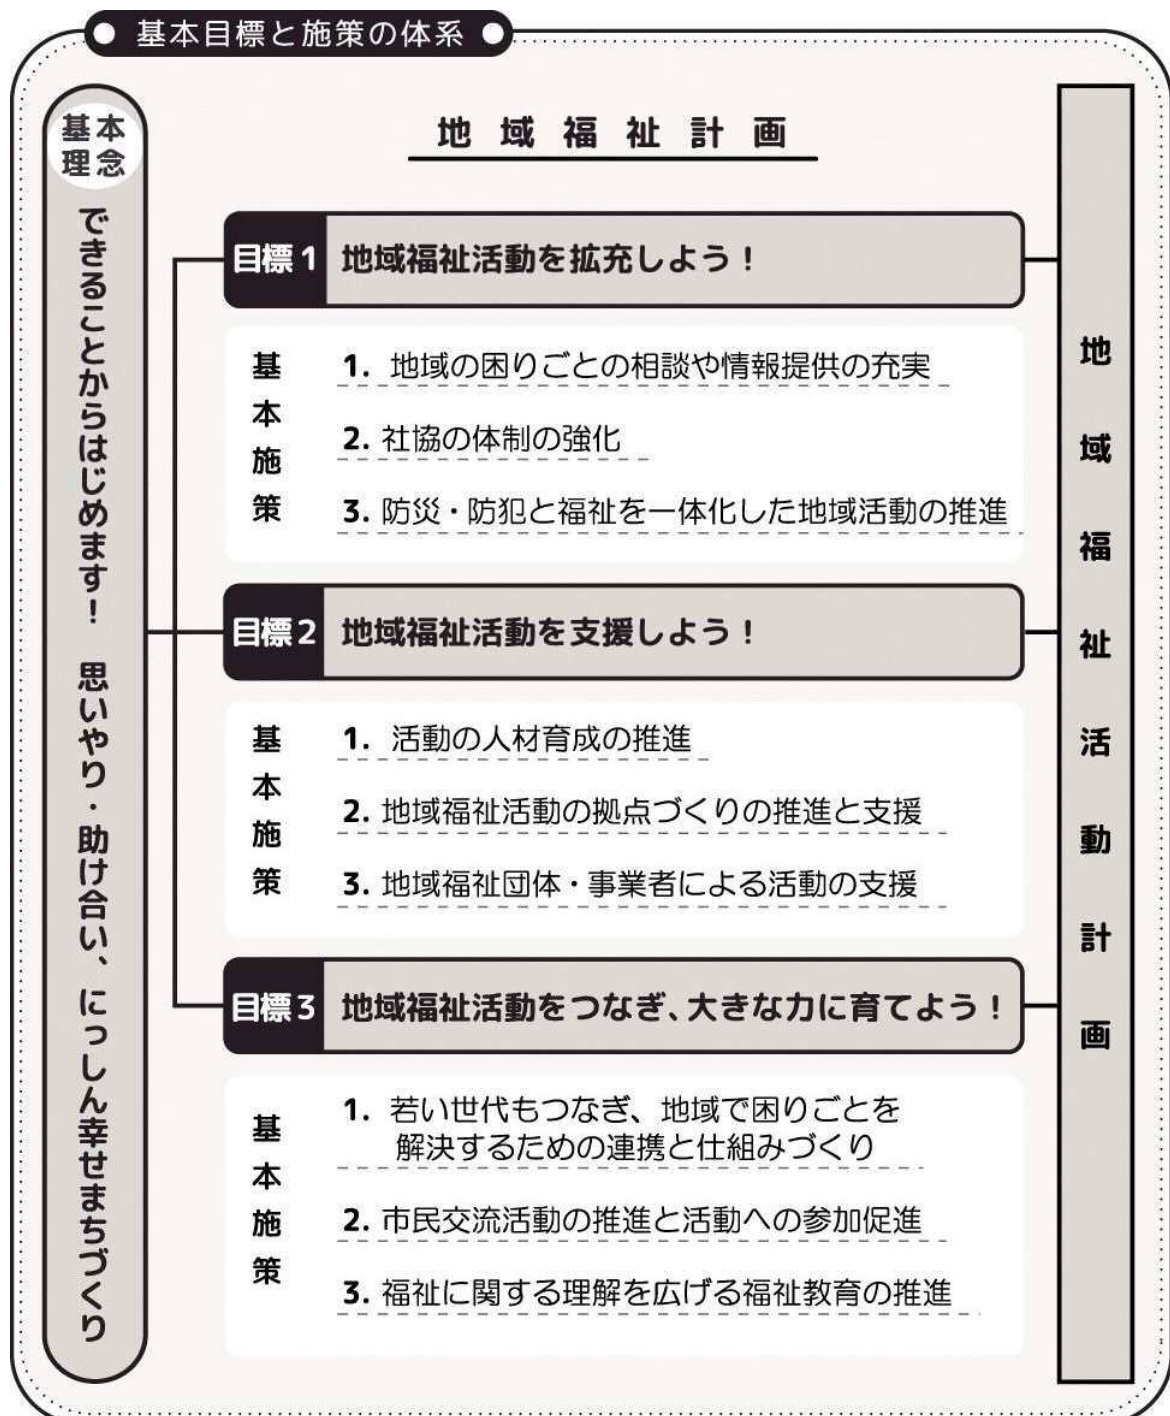 基本目標と施策の体系
基本
理念
できることからはじめます！ 思いやり・助け合い、にっしん幸せまちづくり
地域福祉計画
目標1 地域福祉活動を拡充しよう！
基本施策
1. 地域の困りごとの相談や情報提供の充実
2. 社協の体制の強化
3. 防災・防犯と福祉を一体化した地域活動の推進
目標2 地域福祉活動を支援しよう！
基本施策
1. 活動の人材育成の推進
2. 地域福祉活動の拠点づくりの推進と支援
3. 地域福祉団体・事業者による活動の支援
目標3 地域福祉活動をつなぎ、大きな力に育てよう！
基本施策
1. 若い世代もつなぎ、地域で困りごとを
解決するための連携と仕組みづくり
2. 市民交流活動の推進と活動への参加促進
3. 福祉に関する理解を広げる福祉教育の推進
地域福祉活動計画